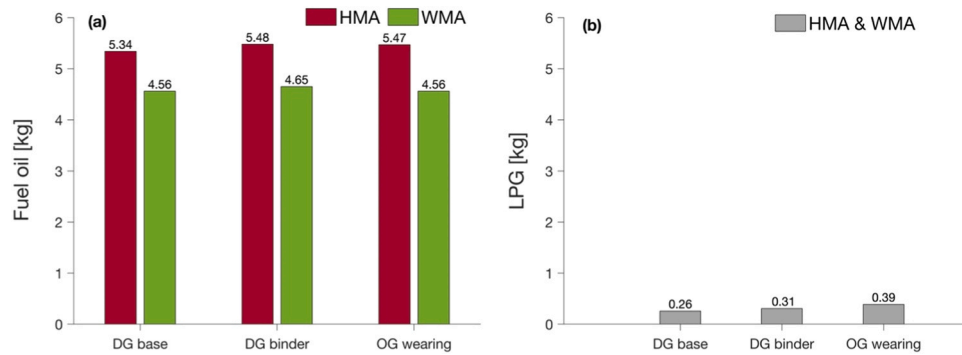 (a)
HMA WMA
Fuel oil [kg]
6
5
4
3
2
1
0
5.34
4.56
5.48
4.65
5.47
4.56
DG base DG binder OG wearing
(b)
HMA & WMA
LPG [kg]
6
5
4
3
2
1
0
0.26
0.31
0.39
DG base DG binder OG wearing